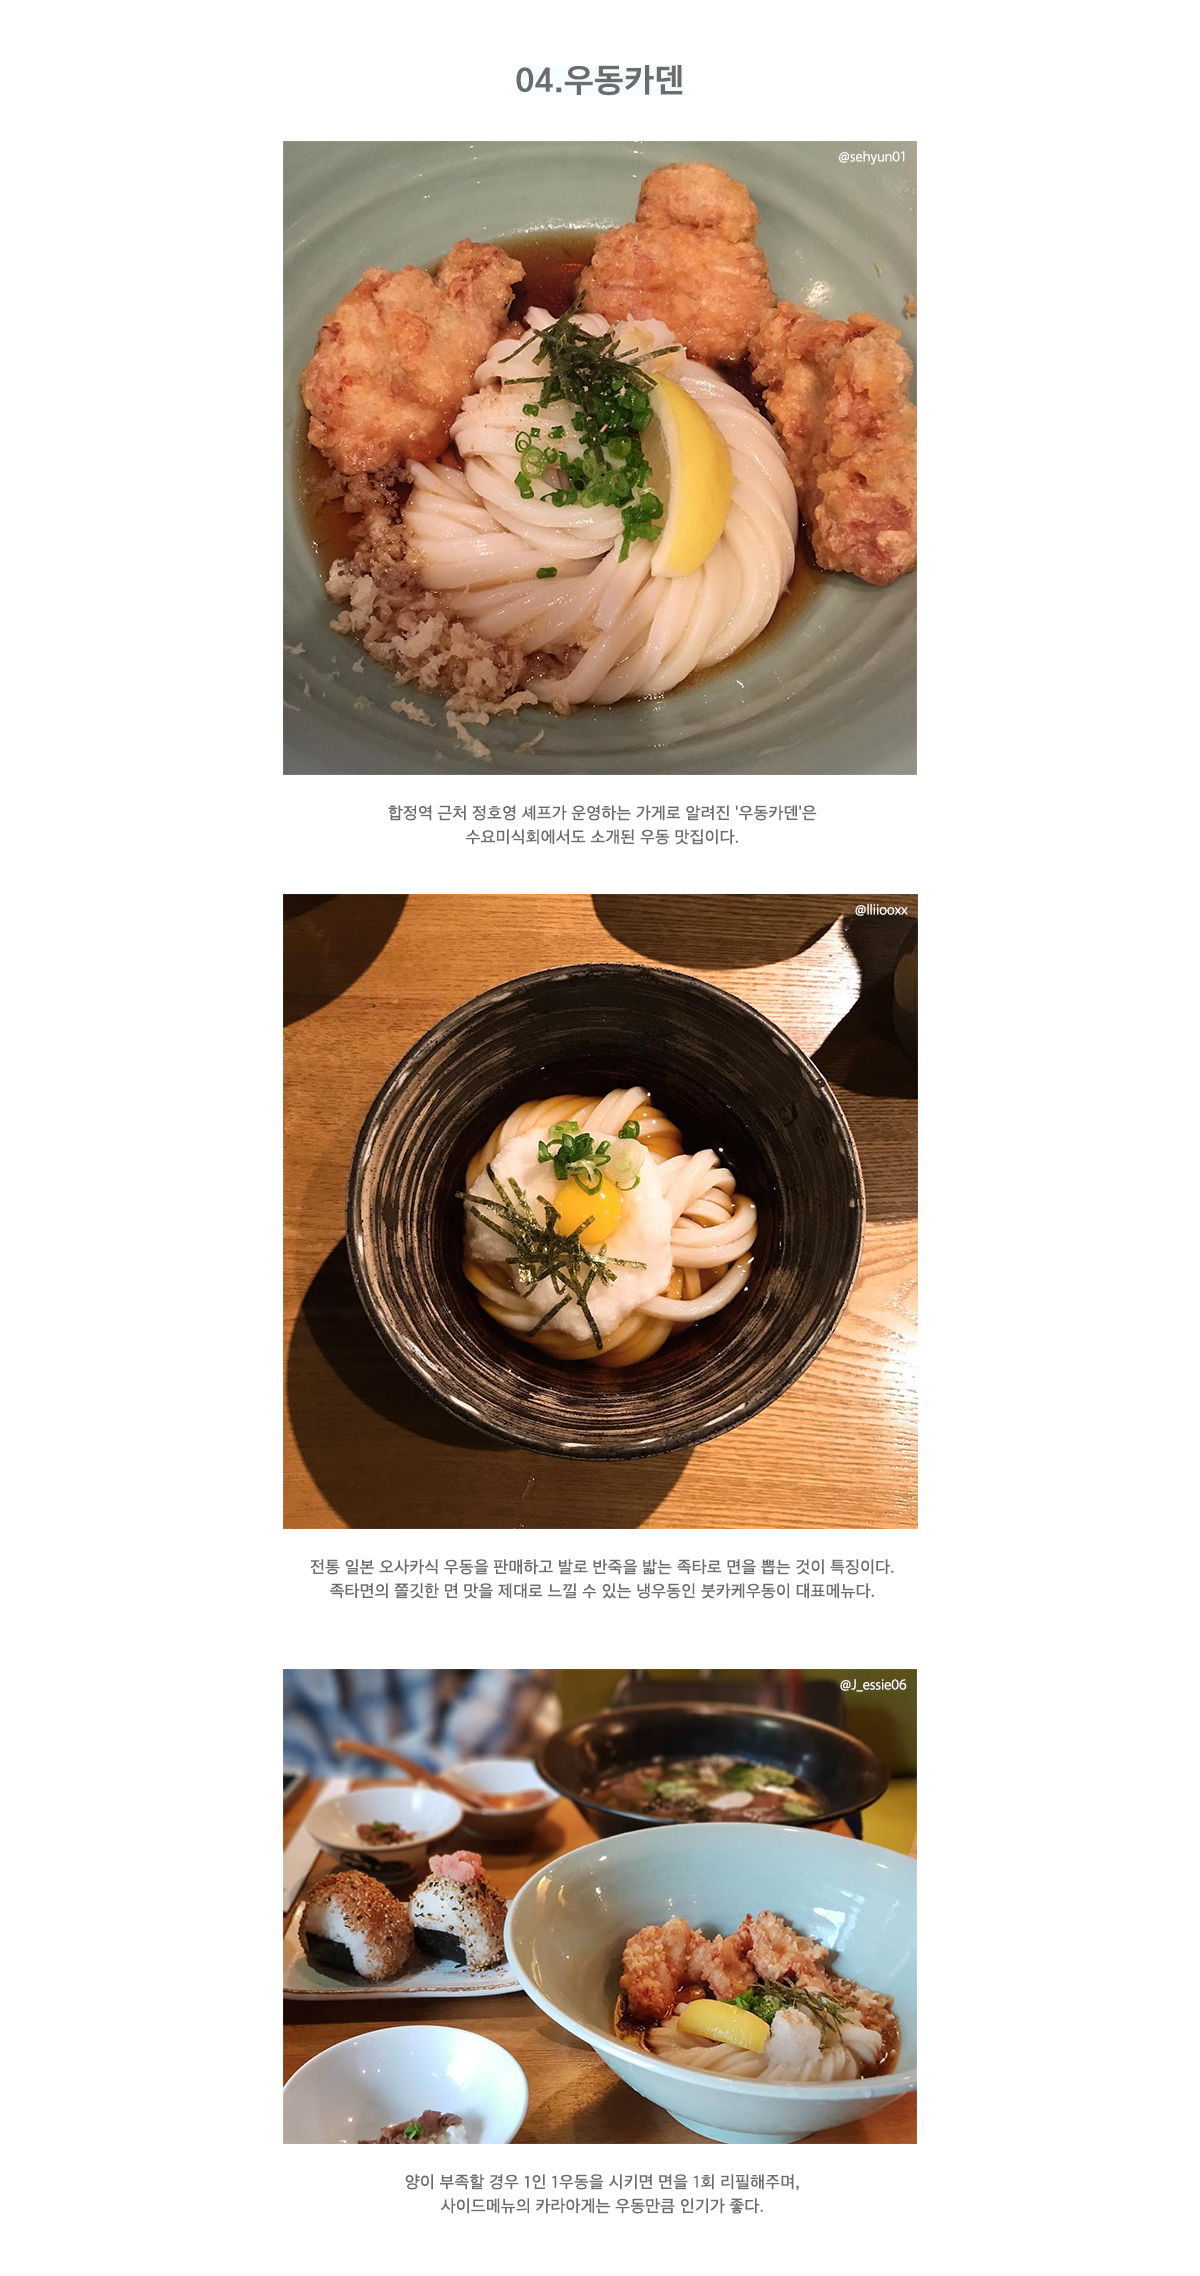 04.우동카덴
@sehyun01
합정역 근처 정호영 셰프가 운영하는 가게로 알려진 '우동카덴'은
수요미식회에서도 소개된 우동 맛집이다.
@lliiooxx
전통 일본 오사카식 우동을 판매하고 발로 반죽을 밟는 족타로 면을 뽑는 것이 특징이다.
족타면의 쫄깃한 면 맛을 제대로 느낄 수 있는 냉우동인 붓카케우동이 대표메뉴다.
@J_essie06
양이 부족할 경우 1인 1우동을 시키면 면을 1회 리필해주며,
사이드메뉴의 카라아게는 우동만큼 인기가 좋다.